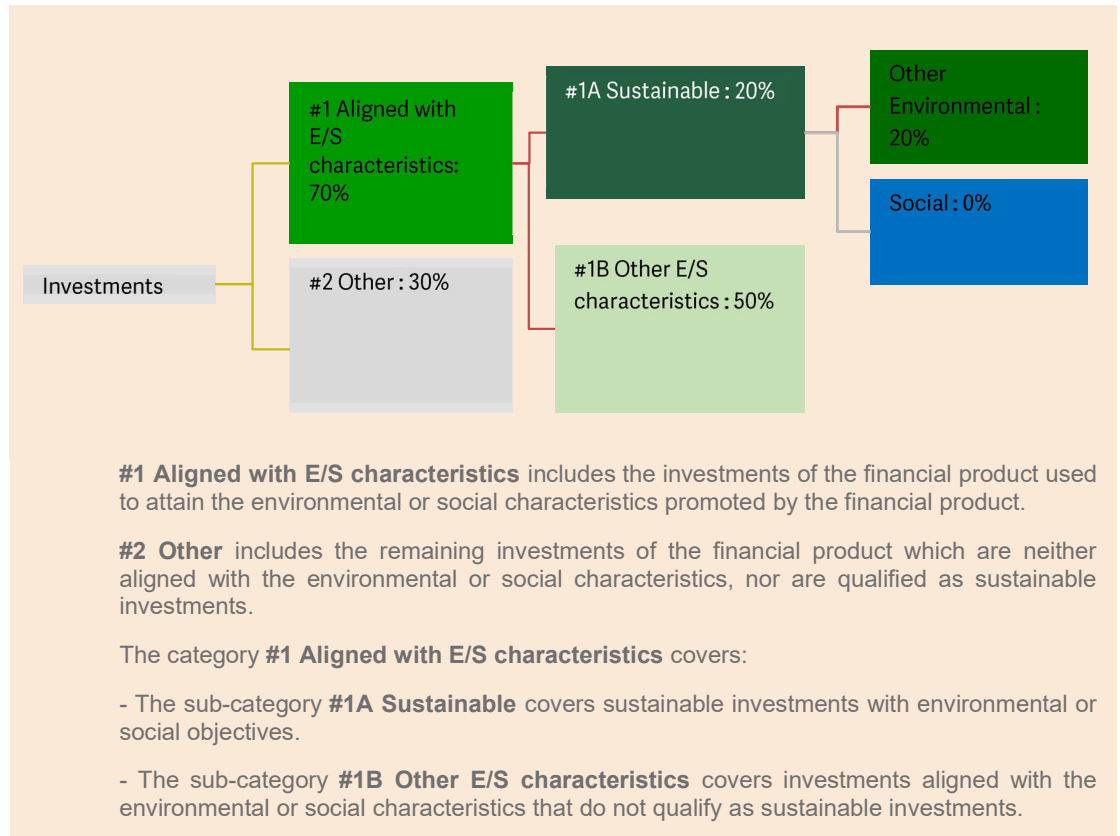 Investments
#1 Aligned with
E/S
characteristics:
70%
#2 Other : 30%
#1A Sustainable : 20%
#1B Other E/S
characteristics : 50%
Other
Environmental :
20%
Social : 0%
#1 Aligned with E/S characteristics includes the investments of the financial product used
to attain the environmental or social characteristics promoted by the financial product.
#2 Other includes the remaining investments of the financial product which are neither
aligned with the environmental or social characteristics, nor are qualified as sustainable
investments.
The category #1 Aligned with E/S characteristics covers:
- The sub-category #1A Sustainable covers sustainable investments with environmental or
social objectives.
- The sub-category #1B Other E/S characteristics covers investments aligned with the
environmental or social characteristics that do not qualify as sustainable investments.